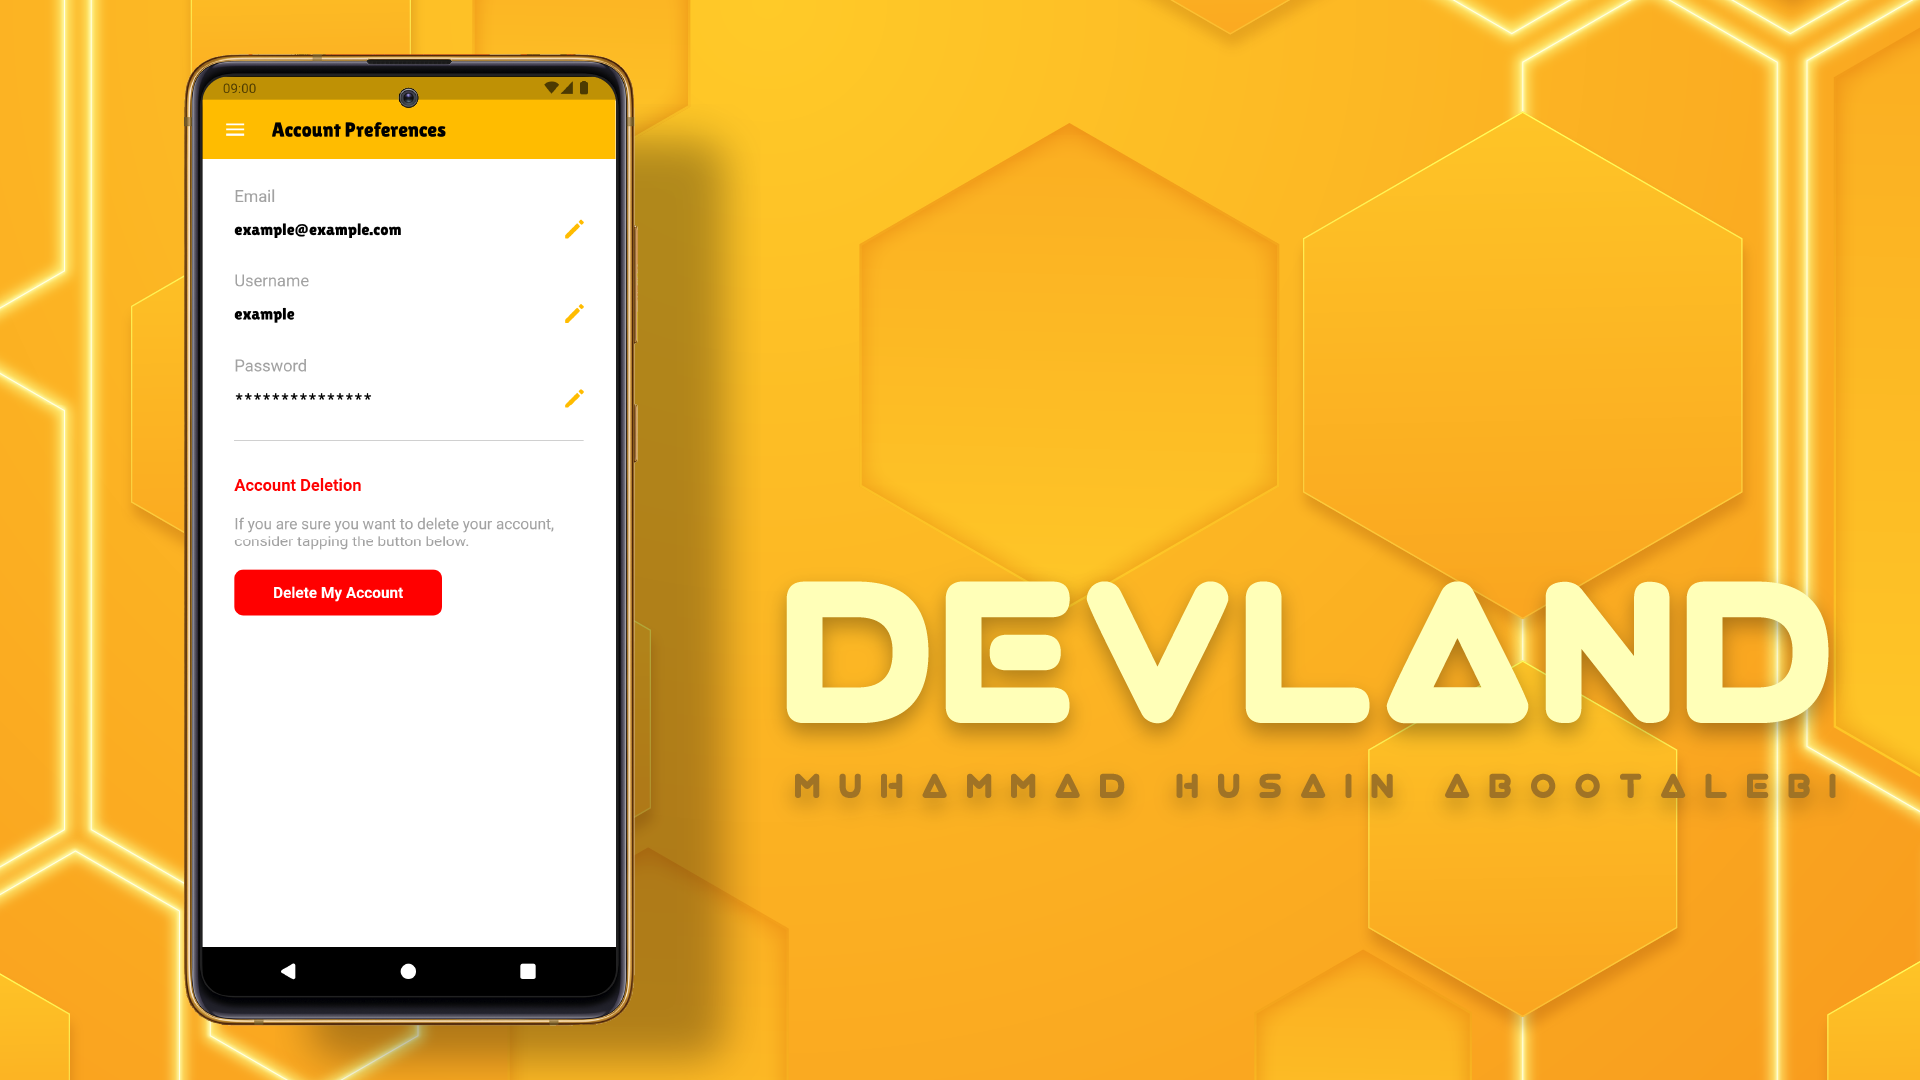 09:00
Account Preferences
Email
example@example.com
Username
example
Password
***************
Account Deletion
If you are sure you want to delete your account,
consider tapping the button below.
Delete My Account
DEVLAND
MUHAMMAD HUSAIN ABOOTALEBI